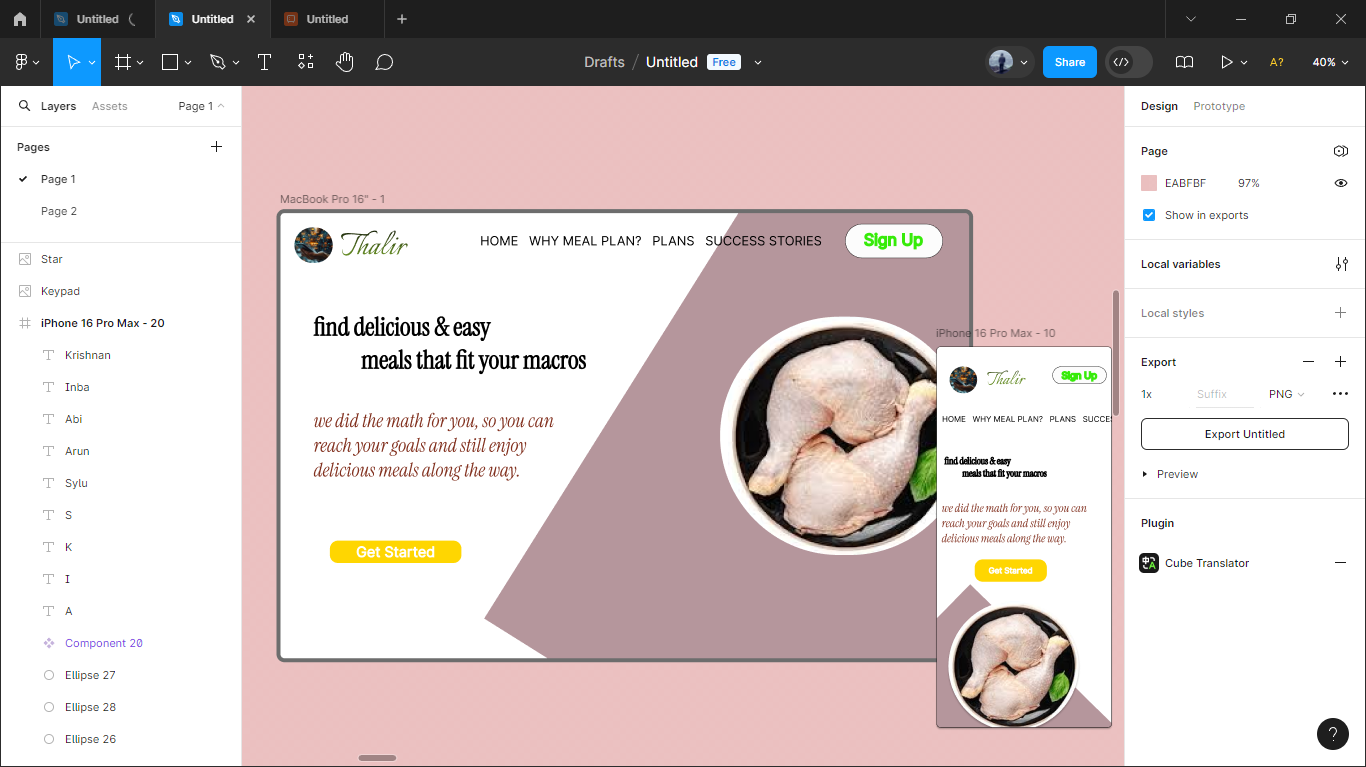 Untitled
Untitled
Untitled
Drafts / Untitled Free
Share
A?
40%
Layers Assets Page 1
Pages
Page 1
Page 2
Star
Keypad
iPhone 16 Pro Max - 20
Krishnan
Inba
Abi
Arun
Sylu
S
K
I
A
Component 20
Ellipse 27
Ellipse 28
Ellipse 26
MacBook Pro 16" - 1
Thalir
HOME WHY MEAL PLAN? PLANS SUCCESS STORIES
Sign Up
find delicious & easy
meals that fit your macros
we did the math for you, so you can
reach your goals and still enjoy
delicious meals along the way.
Get Started
iPhone 16 Pro Max - 10
Thalir
Sign Up
HOME WHY MEAL PLAN? PLANS SUCCES
find delicious & easy
meals that fit your macros
we did the math for you, so you can
reach your goals and still enjoy
delicious meals along the way.
Get Started
Design Prototype
Page
EABFBF 97%
Show in exports
Local variables
Local styles
Export
1x Suffix PNG
Export Untitled
Preview
Plugin
Cube Translator
?